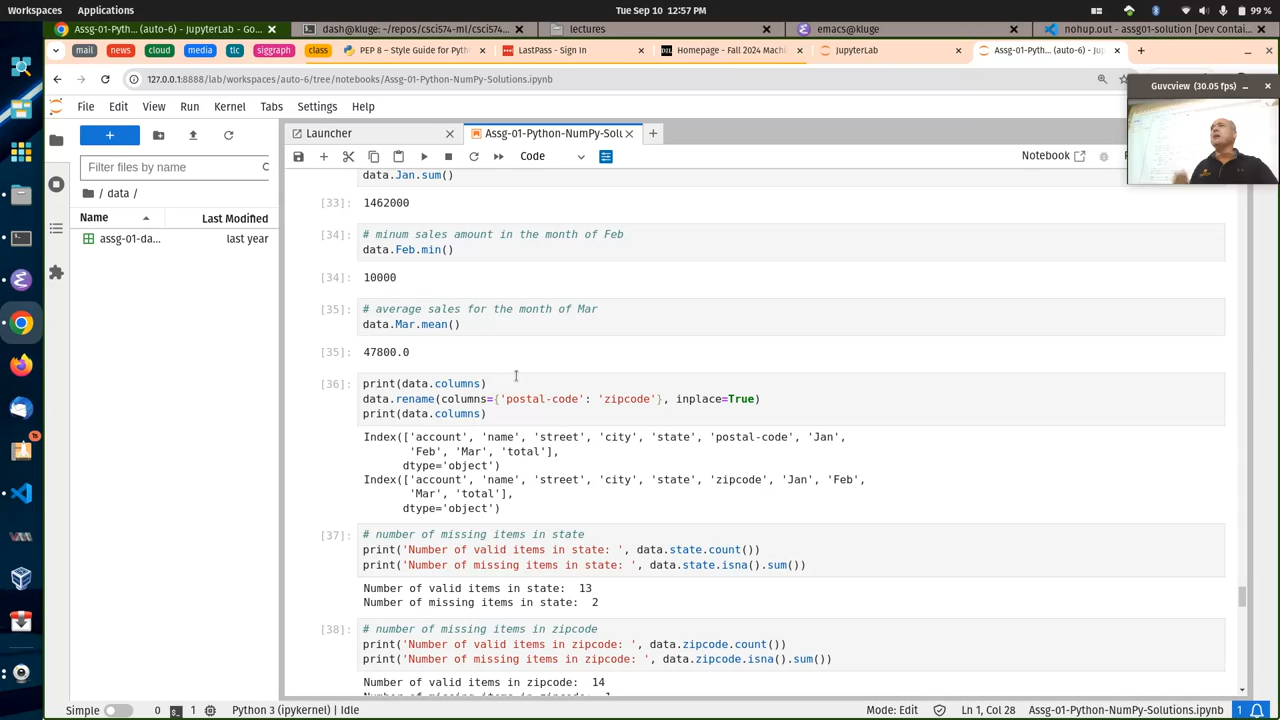 Workspaces Applications Tue Sep 10 12:57 PM 99 %
Assg-01-Pyth... (auto-6) - JupyterLab - Go... dash@kluge: ~/repos/csci574-ml/csci574... lectures emacs@kluge nohup.out - assg01-solution [Dev Contai...
mail news cloud media tlc siggraph class PEP 8 – Style Guide for Pyth LastPass - Sign In Homepage - Fall 2024 Machi JupyterLab Assg-01-Pyth... (auto-6) - Ju
127.0.0.1:8888/lab/workspaces/auto-6/tree/notebooks/Assg-01-Python-NumPy-Solutions.ipynb
Guvcview (30.05 fps)
File Edit View Run Kernel Tabs Settings Help
Launcher Assg-01-Python-NumPy-Solu
Code Notebook
Filter files by name
/ data /
Name Last Modified
assg-01-da... last year
data.Jan.sum()
[33]: 1462000
[34]: # minum sales amount in the month of Feb
data.Feb.min()
[34]: 10000
[35]: # average sales for the month of Mar
data.Mar.mean()
[35]: 47800.0
[36]: print(data.columns)
data.rename(columns={'postal-code': 'zipcode'}, inplace=True)
print(data.columns)
Index(['account', 'name', 'street', 'city', 'state', 'postal-code', 'Jan',
'Feb', 'Mar', 'total'],
dtype='object')
Index(['account', 'name', 'street', 'city', 'state', 'zipcode', 'Jan', 'Feb',
'Mar', 'total'],
dtype='object')
[37]: # number of missing items in state
print('Number of valid items in state: ', data.state.count())
print('Number of missing items in state: ', data.state.isna().sum())
Number of valid items in state:  13
Number of missing items in state:  2
[38]: # number of missing items in zipcode
print('Number of valid items in zipcode: ', data.zipcode.count())
print('Number of missing items in zipcode: ', data.zipcode.isna().sum())
Number of valid items in zipcode:  14
Simple 0 1 Python 3 (ipykernel) | Idle Mode: Edit Ln 1, Col 28 Assg-01-Python-NumPy-Solutions.ipynb 1